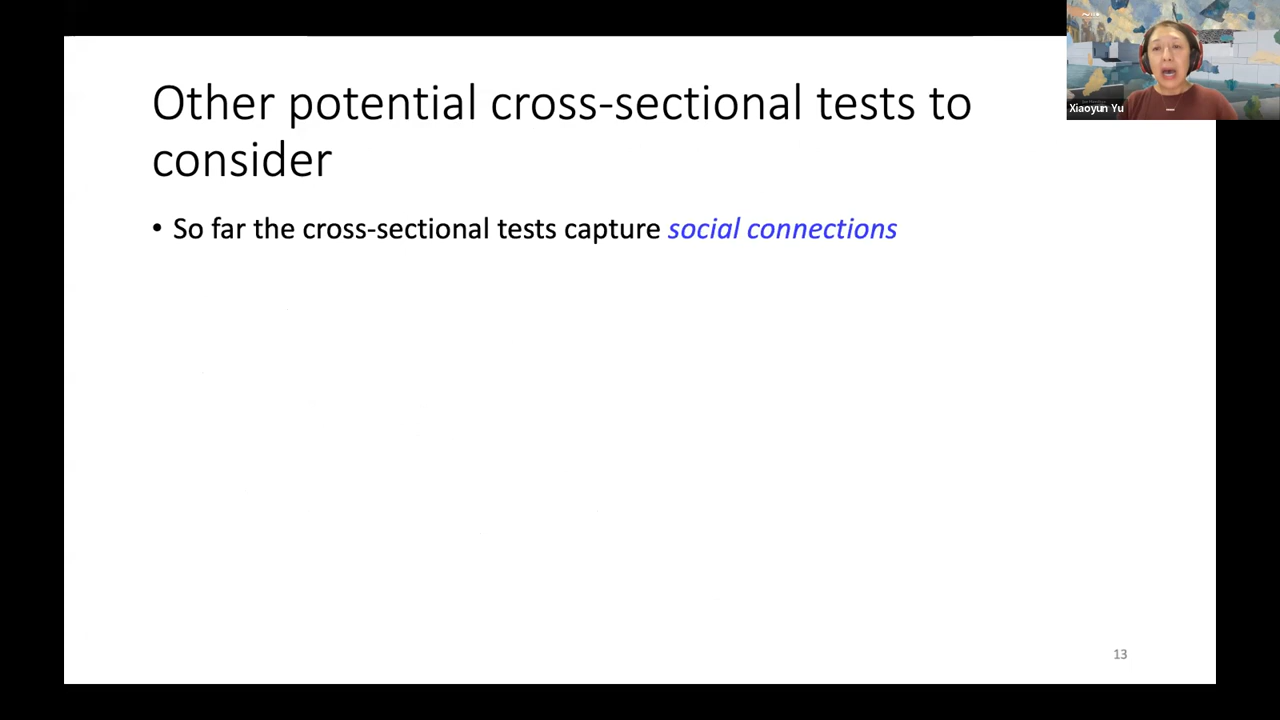 Other potential cross-sectional tests to
consider
• So far the cross-sectional tests capture social connections
Xiaoyun Yu
13